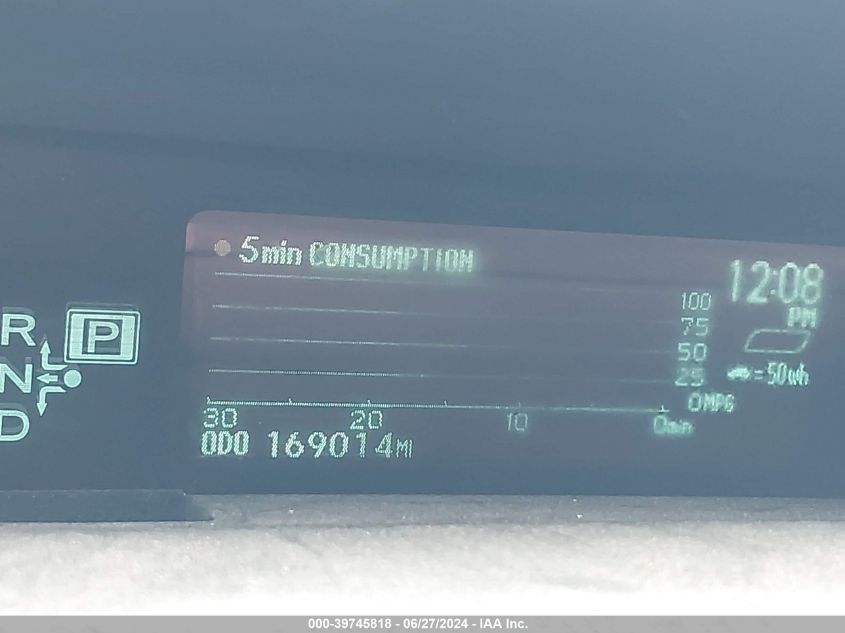 5min CONSUMPTION
12:08
PM
100
75
50
25
0MPG
=50wh
30 20 10 0min
ODO 169014MI
R
P
N
D
000-39745818 - 06/27/2024 - IAA Inc.